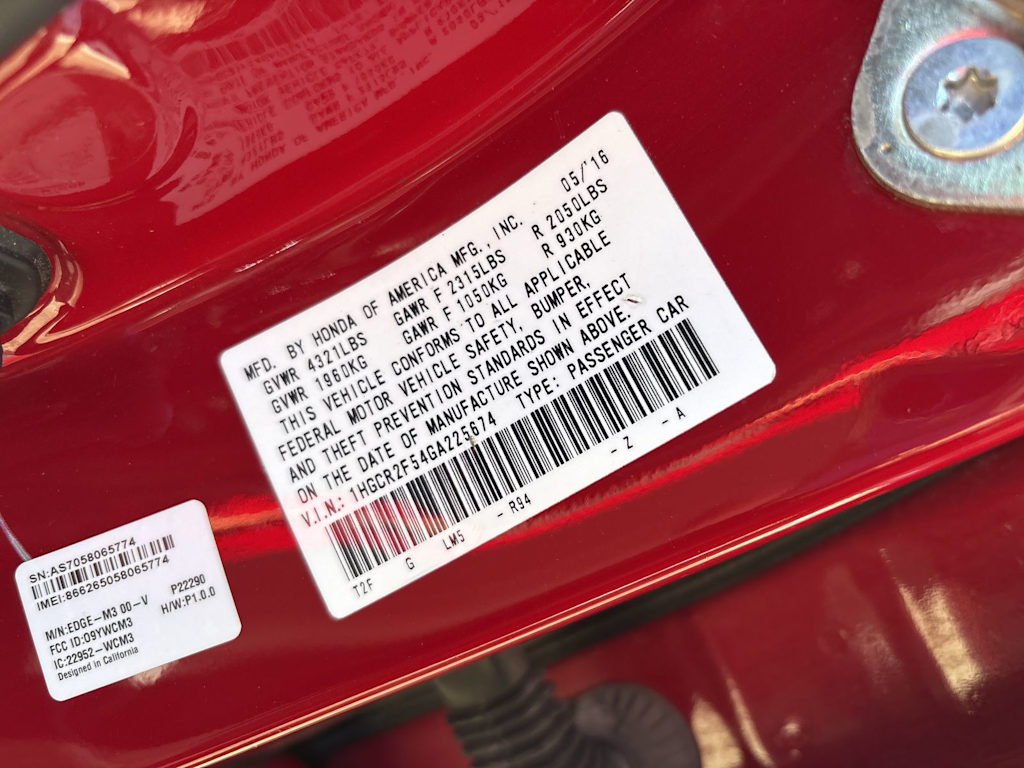 MFD. BY HONDA OF AMERICA MFG., INC. 05/'16
GVWR 4321LBS GAWR F 2315LBS R 2050LBS
GVWR 1960KG GAWR F 1050KG R 930KG
THIS VEHICLE CONFORMS TO ALL APPLICABLE
FEDERAL MOTOR VEHICLE SAFETY, BUMPER,
AND THEFT PREVENTION STANDARDS IN EFFECT
ON THE DATE OF MANUFACTURE SHOWN ABOVE.
V.I.N.: 1HGCR2F54GA225674 TYPE: PASSENGER CAR
T2F G LM5 - R94 - Z - A
SN:AS7058065774
IMEI:866265058065774
P22290
M/N:EDGE-M3 00-V H/W:P1.0.0
FCC ID:O9YWCM3
IC:22952-WCM3
Designed in California